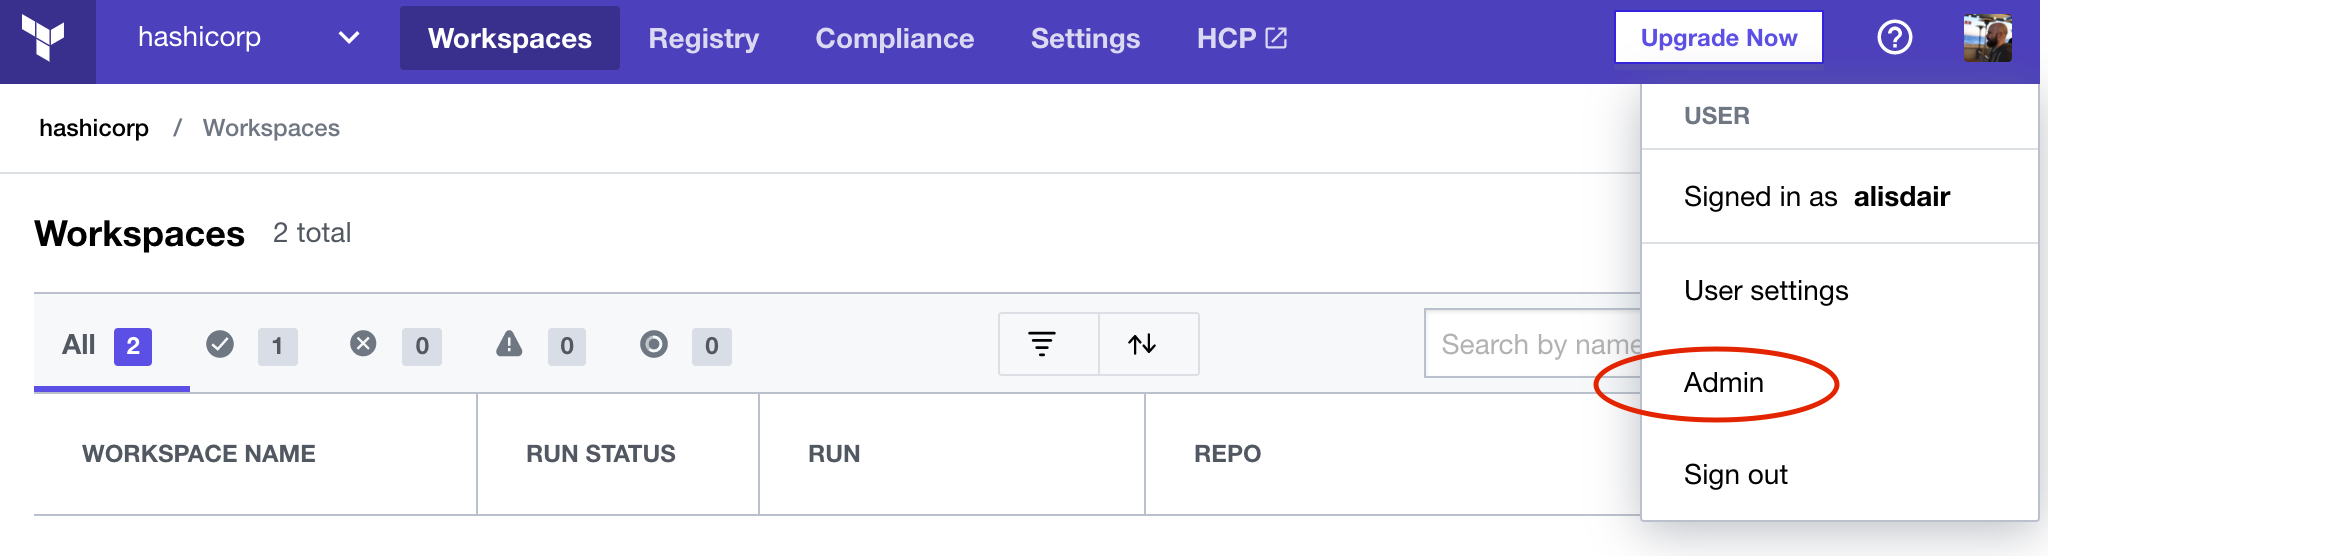 hashicorp Workspaces Registry Compliance Settings HCP Upgrade Now
hashicorp / Workspaces
USER
Signed in as alisdair
Workspaces 2 total
User settings
All 2 1 0 0 0
Search by name
Admin
WORKSPACE NAME RUN STATUS RUN REPO
Sign out